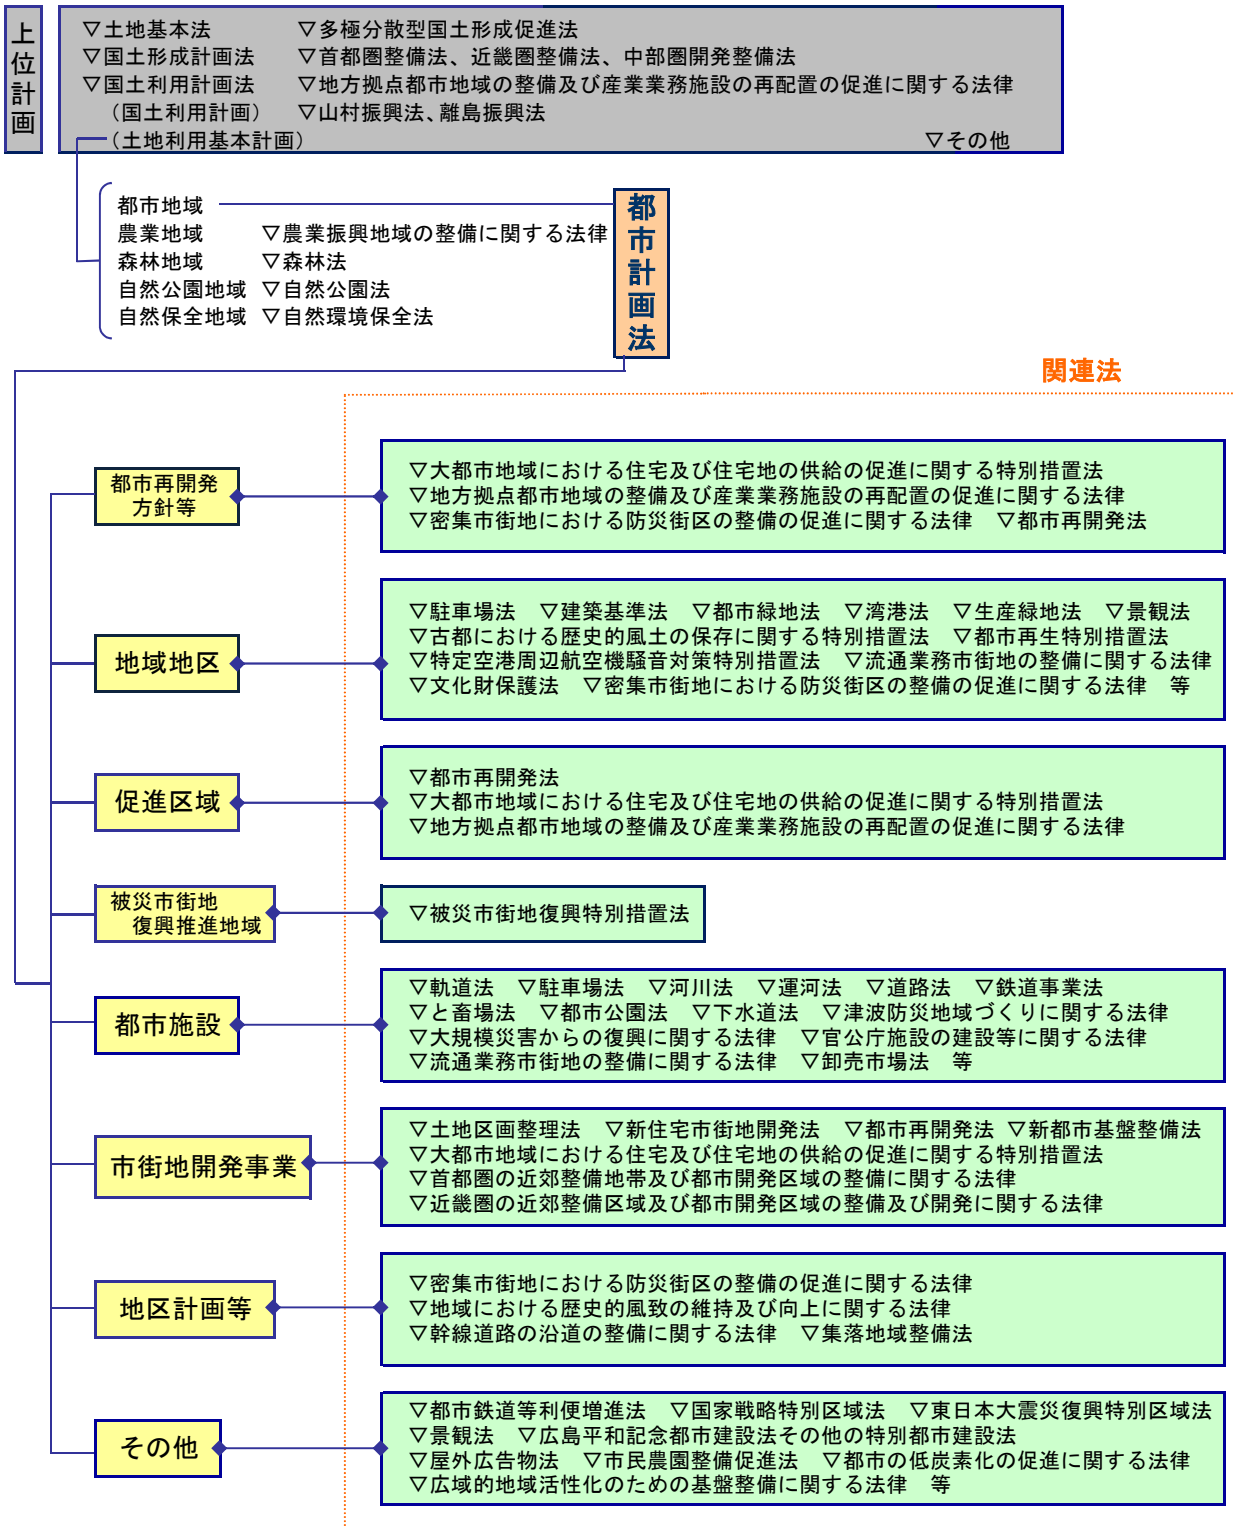 上位計画
▽土地基本法　▽多極分散型国土形成促進法
▽国土形成計画法　▽首都圏整備法、近畿圏整備法、中部圏開発整備法
▽国土利用計画法　▽地方拠点都市地域の整備及び産業業務施設の再配置の促進に関する法律
（国土利用計画）　▽山村振興法、離島振興法
（土地利用基本計画）　▽その他
都市地域
農業地域　▽農業振興地域の整備に関する法律
森林地域　▽森林法
自然公園地域　▽自然公園法
自然保全地域　▽自然環境保全法
都市計画法
関連法
都市再開発
方針等
▽大都市地域における住宅及び住宅地の供給の促進に関する特別措置法
▽地方拠点都市地域の整備及び産業業務施設の再配置の促進に関する法律
▽密集市街地における防災街区の整備の促進に関する法律　▽都市再開発法
地域地区
▽駐車場法　▽建築基準法　▽都市緑地法　▽湾港法　▽生産緑地法　▽景観法
▽古都における歴史的風土の保存に関する特別措置法　▽都市再生特別措置法
▽特定空港周辺航空機騒音対策特別措置法　▽流通業務市街地の整備に関する法律
▽文化財保護法　▽密集市街地における防災街区の整備の促進に関する法律　等
促進区域
▽都市再開発法
▽大都市地域における住宅及び住宅地の供給の促進に関する特別措置法
▽地方拠点都市地域の整備及び産業業務施設の再配置の促進に関する法律
被災市街地
復興推進地域
▽被災市街地復興特別措置法
都市施設
▽軌道法　▽駐車場法　▽河川法　▽運河法　▽道路法　▽鉄道事業法
▽と畜場法　▽都市公園法　▽下水道法　▽津波防災地域づくりに関する法律
▽大規模災害からの復興に関する法律　▽官公庁施設の建設等に関する法律
▽流通業務市街地の整備に関する法律　▽卸売市場法　等
市街地開発事業
▽土地区画整理法　▽新住宅市街地開発法　▽都市再開発法　▽新都市基盤整備法
▽大都市地域における住宅及び住宅地の供給の促進に関する特別措置法
▽首都圏の近郊整備地帯及び都市開発区域の整備に関する法律
▽近畿圏の近郊整備区域及び都市開発区域の整備及び開発に関する法律
地区計画等
▽密集市街地における防災街区の整備の促進に関する法律
▽地域における歴史的風致の維持及び向上に関する法律
▽幹線道路の沿道の整備に関する法律　▽集落地域整備法
その他
▽都市鉄道等利便増進法　▽国家戦略特別区域法　▽東日本大震災復興特別区域法
▽景観法　▽広島平和記念都市建設法その他の特別都市建設法
▽屋外広告物法　▽市民農園整備促進法　▽都市の低炭素化の促進に関する法律
▽広域的地域活性化のための基盤整備に関する法律　等